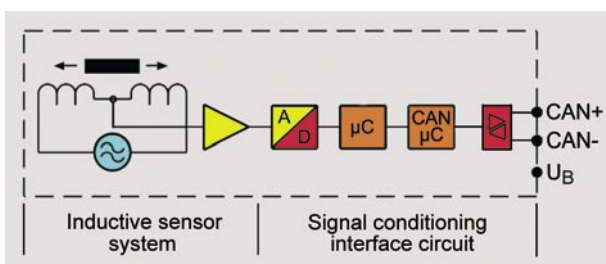 A
D
µC
CAN
µC
CAN+
CAN-
UB
Inductive sensor
system
Signal conditioning
interface circuit